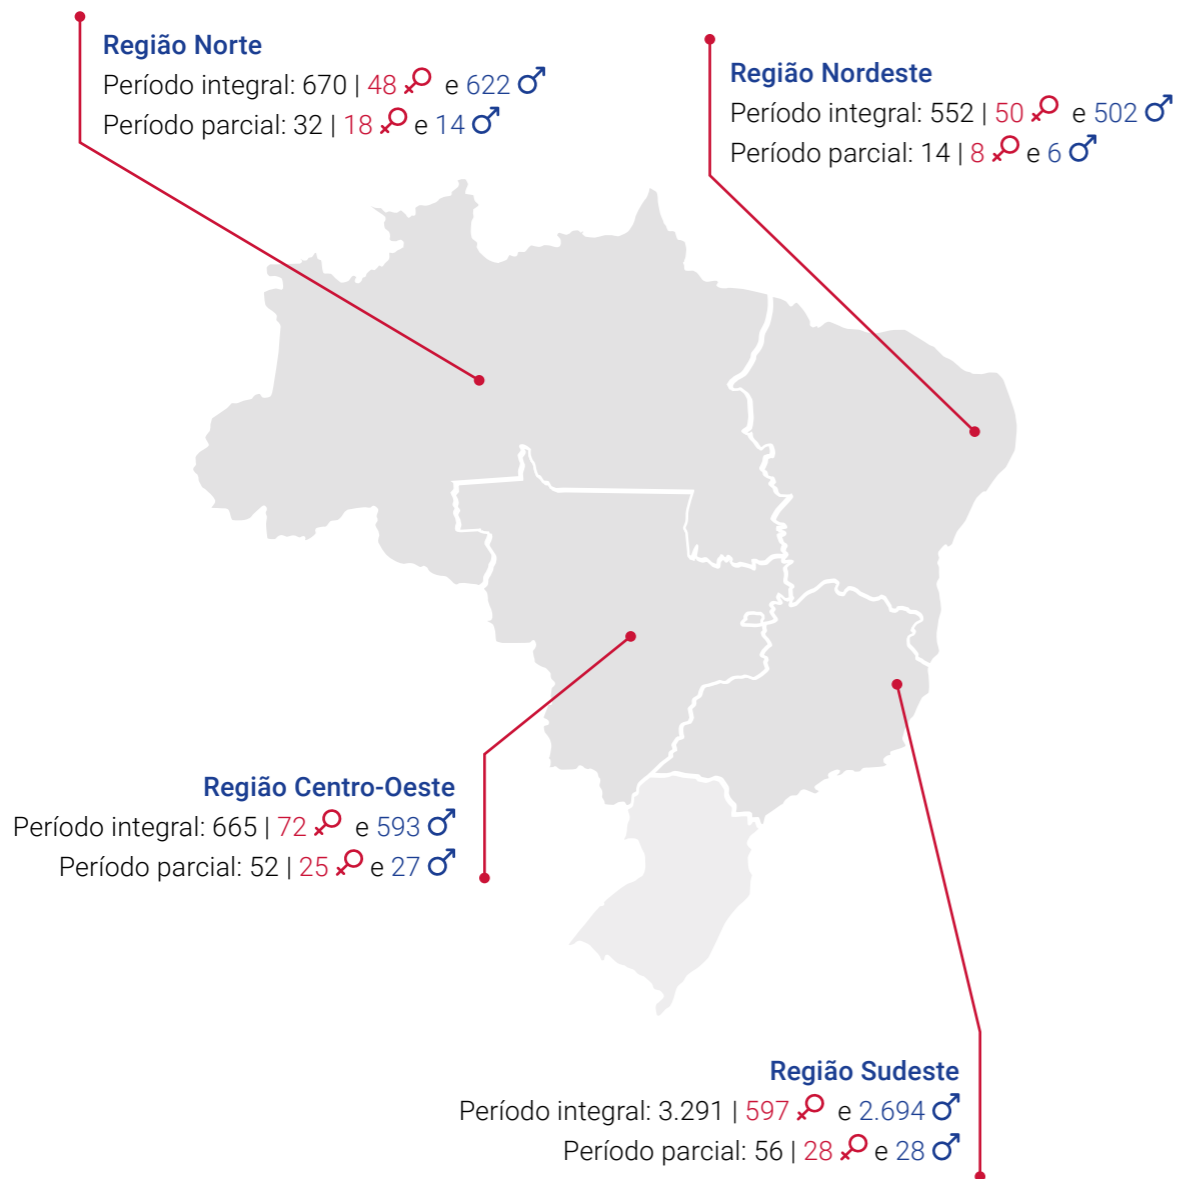 Região Norte
Período integral: 670 | 48 ♀ e 622 ♂
Período parcial: 32 | 18 ♀ e 14 ♂
Região Nordeste
Período integral: 552 | 50 ♀ e 502 ♂
Período parcial: 14 | 8 ♀ e 6 ♂
Região Centro-Oeste
Período integral: 665 | 72 ♀ e 593 ♂
Período parcial: 52 | 25 ♀ e 27 ♂
Região Sudeste
Período integral: 3.291 | 597 ♀ e 2.694 ♂
Período parcial: 56 | 28 ♀ e 28 ♂